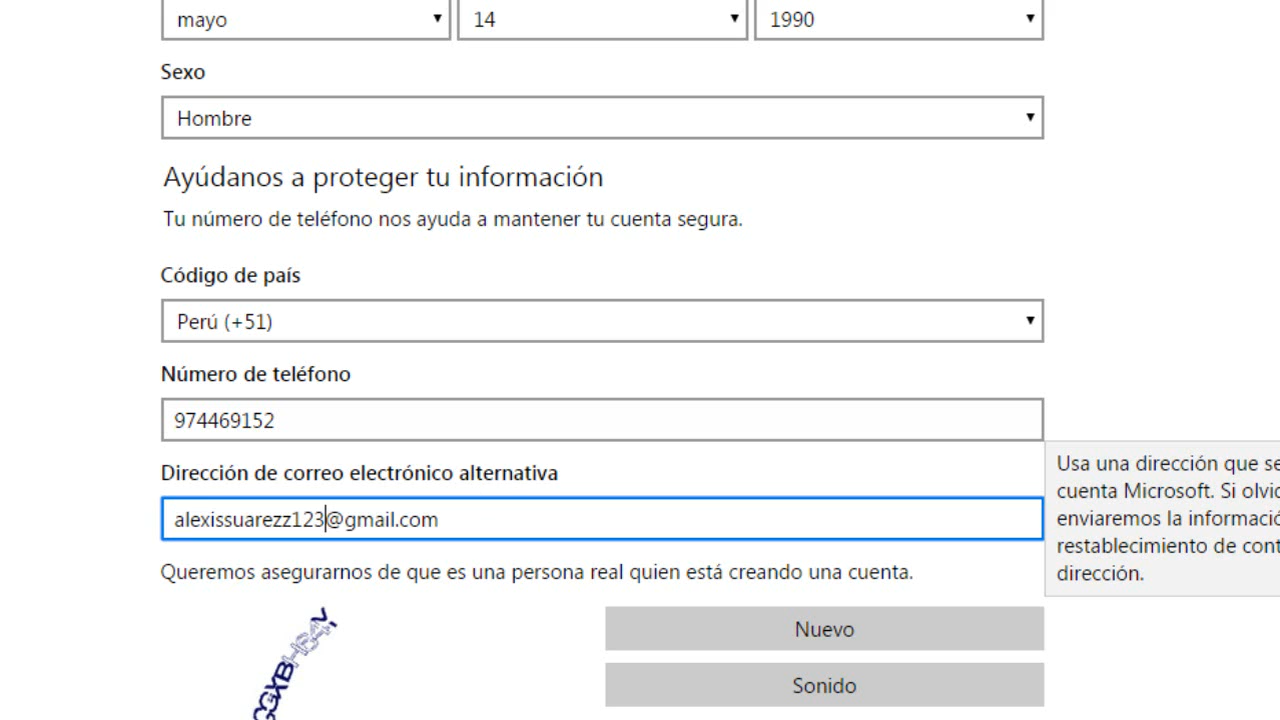 mayo 14 1990
Sexo
Hombre
Ayúdanos a proteger tu información
Tu número de teléfono nos ayuda a mantener tu cuenta segura.
Código de país
Perú (+51)
Número de teléfono
974469152
Dirección de correo electrónico alternativa
alexissuarezz123@gmail.com
Usa una dirección que se
cuenta Microsoft. Si olvid
enviaremos la informació
restablecimiento de cont
dirección.
Queremos asegurarnos de que es una persona real quien está creando una cuenta.
Nuevo
Sonido